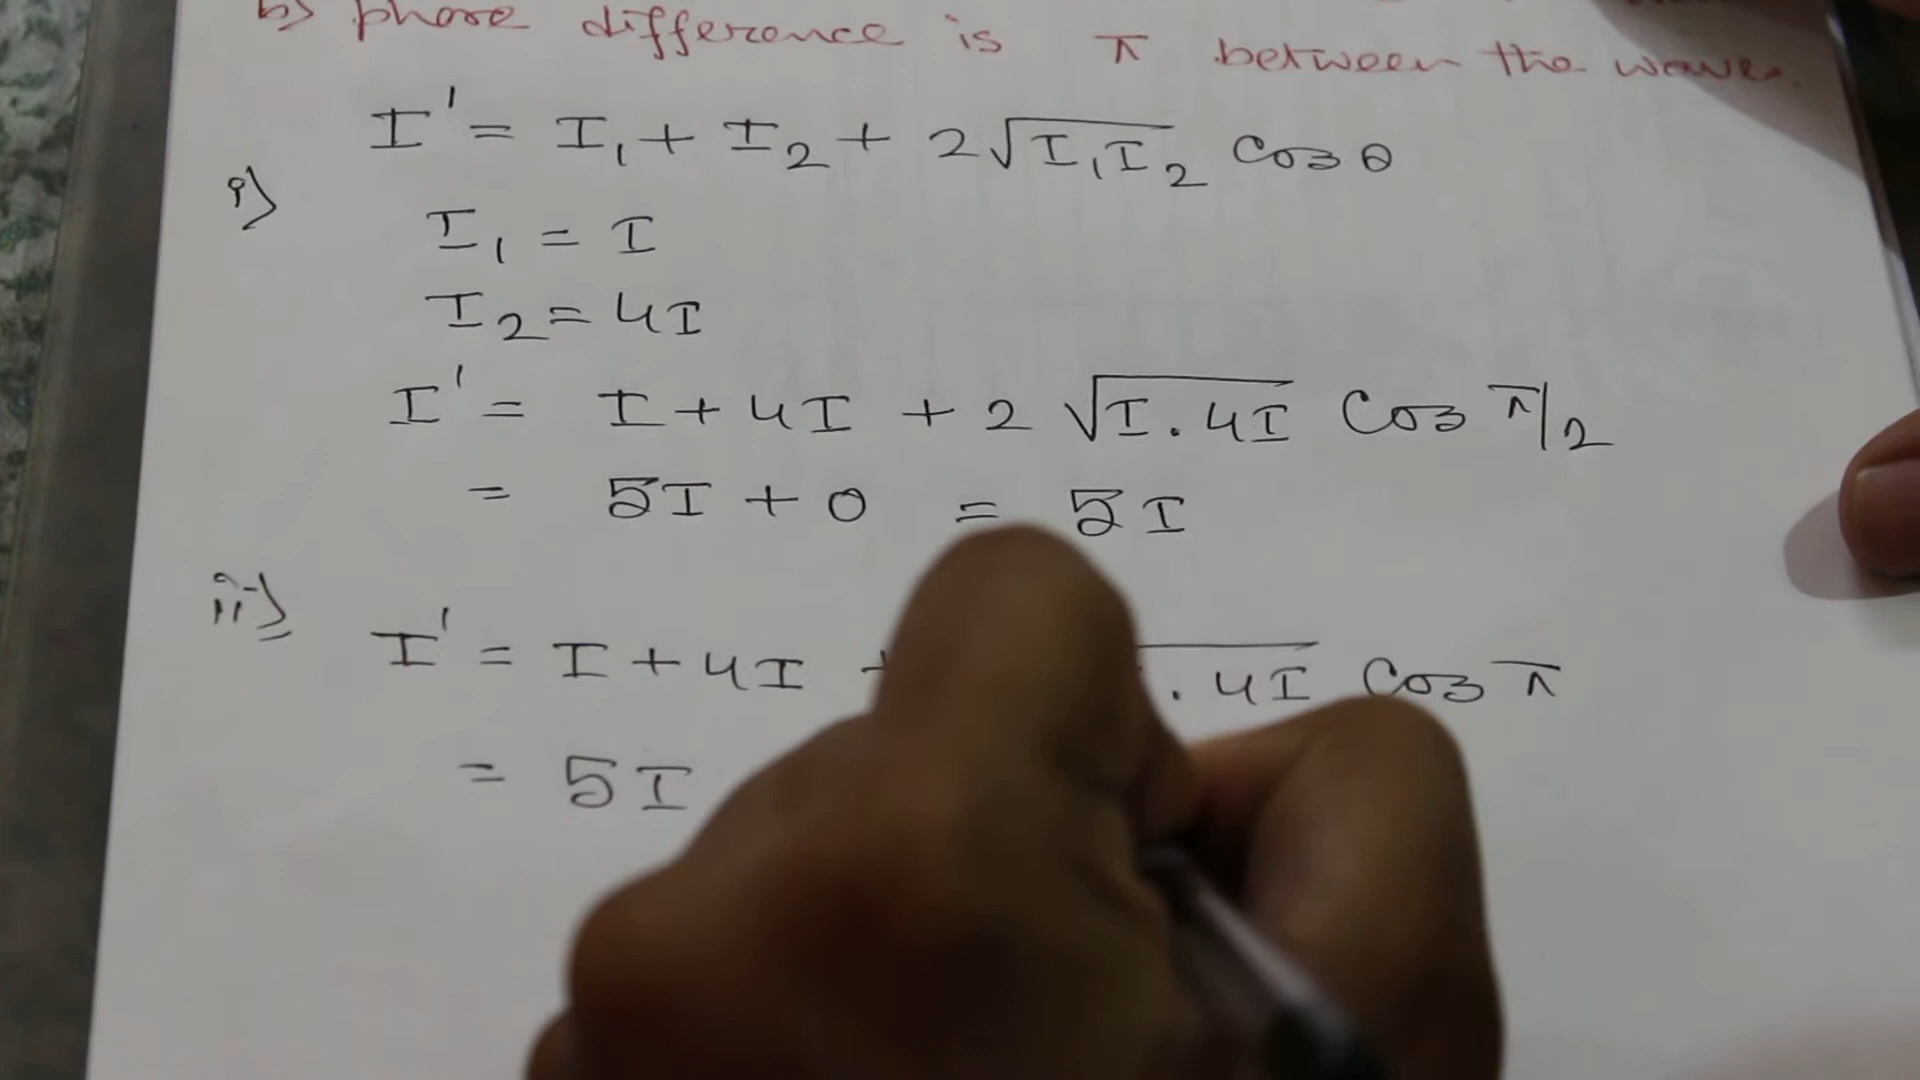 b) phase difference is π between the waves.
I' = I₁ + I₂ + 2√I₁I₂ cos θ
i)
I₁ = I
I₂ = 4I
I' = I + 4I + 2 √I . 4I Cos π/2
= 5I + 0 = 5I
ii) I' = I + 4I + . 4I Cos π
= 5I